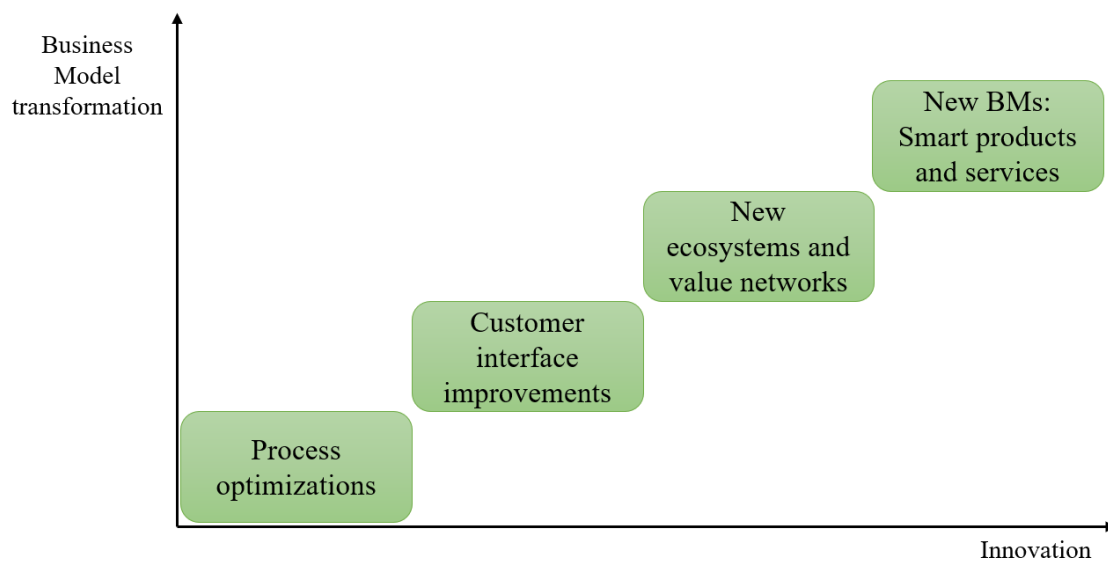 Business
Model
transformation
New BMs:
Smart products
and services
New
ecosystems and
value networks
Customer
interface
improvements
Process
optimizations
Innovation